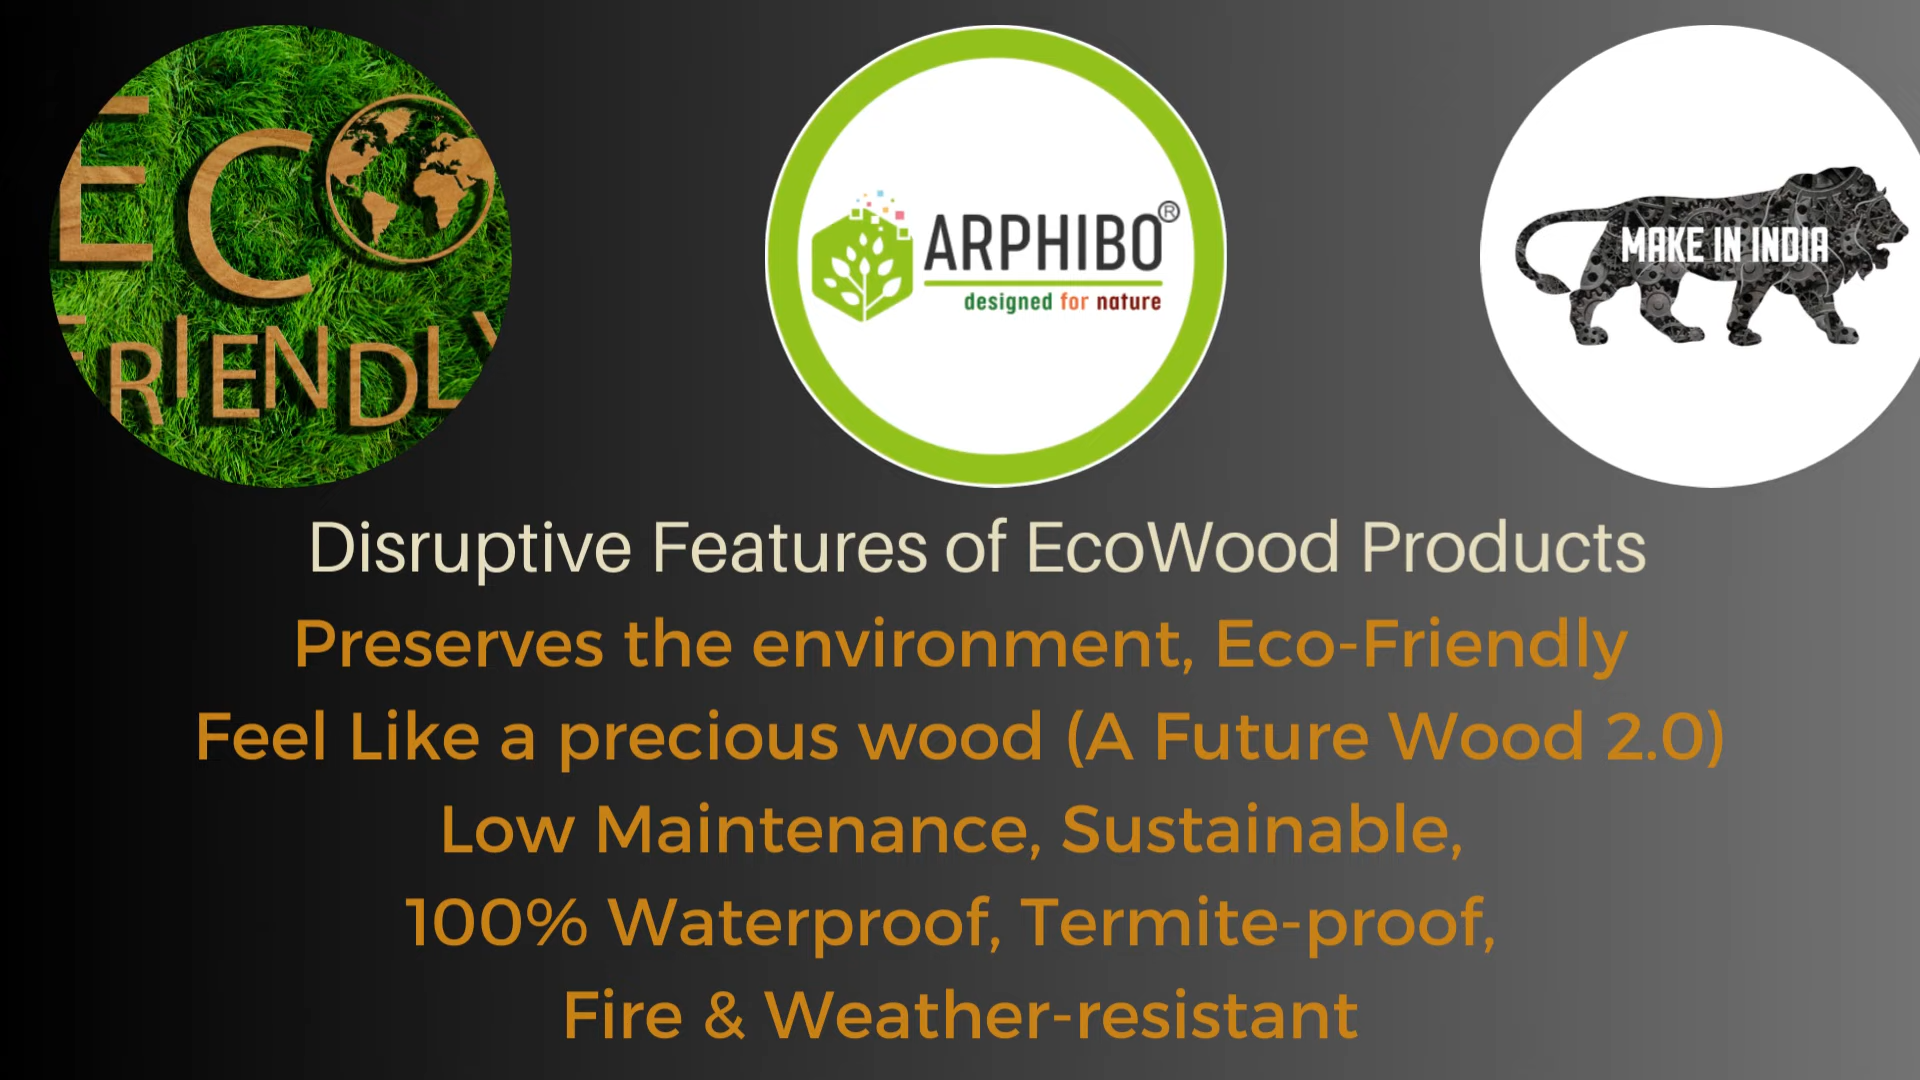 ECO
FRIENDLY
ARPHIBO®
designed for nature
MAKE IN INDIA
Disruptive Features of EcoWood Products
Preserves the environment, Eco-Friendly
Feel Like a precious wood (A Future Wood 2.0)
Low Maintenance, Sustainable,
100% Waterproof, Termite-proof,
Fire & Weather-resistant